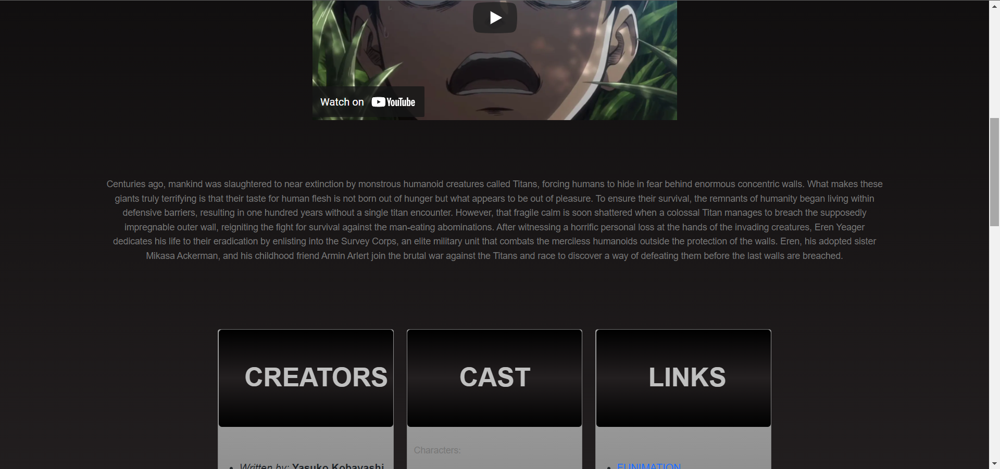 Watch on YouTube
Centuries ago, mankind was slaughtered to near extinction by monstrous humanoid creatures called Titans, forcing humans to hide in fear behind enormous concentric walls. What makes these
giants truly terrifying is that their taste for human flesh is not born out of hunger but what appears to be out of pleasure. To ensure their survival, the remnants of humanity began living within
defensive barriers, resulting in one hundred years without a single titan encounter. However, that fragile calm is soon shattered when a colossal Titan manages to breach the supposedly
impregnable outer wall, reigniting the fight for survival against the man-eating abominations. After witnessing a horrific personal loss at the hands of the invading creatures, Eren Yeager
dedicates his life to their eradication by enlisting into the Survey Corps, an elite military unit that combats the merciless humanoids outside the protection of the walls. Eren, his adopted sister
Mikasa Ackerman, and his childhood friend Armin Arlert join the brutal war against the Titans and race to discover a way of defeating them before the last walls are breached.
CREATORS
CAST
LINKS
Characters:
Written by: Yasuko Kobayashi
FUNIMATION